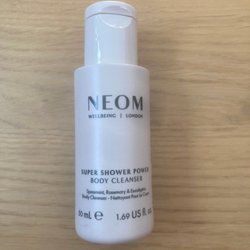 NEOM
WELLBEING | LONDON
SUPER SHOWER POWER
BODY CLEANSER
Spearmint, Rosemary & Eucalyptus
Body Cleanser - Nettoyant Pour Le Corps
50 mL ℮ 1.69 US fl. oz.